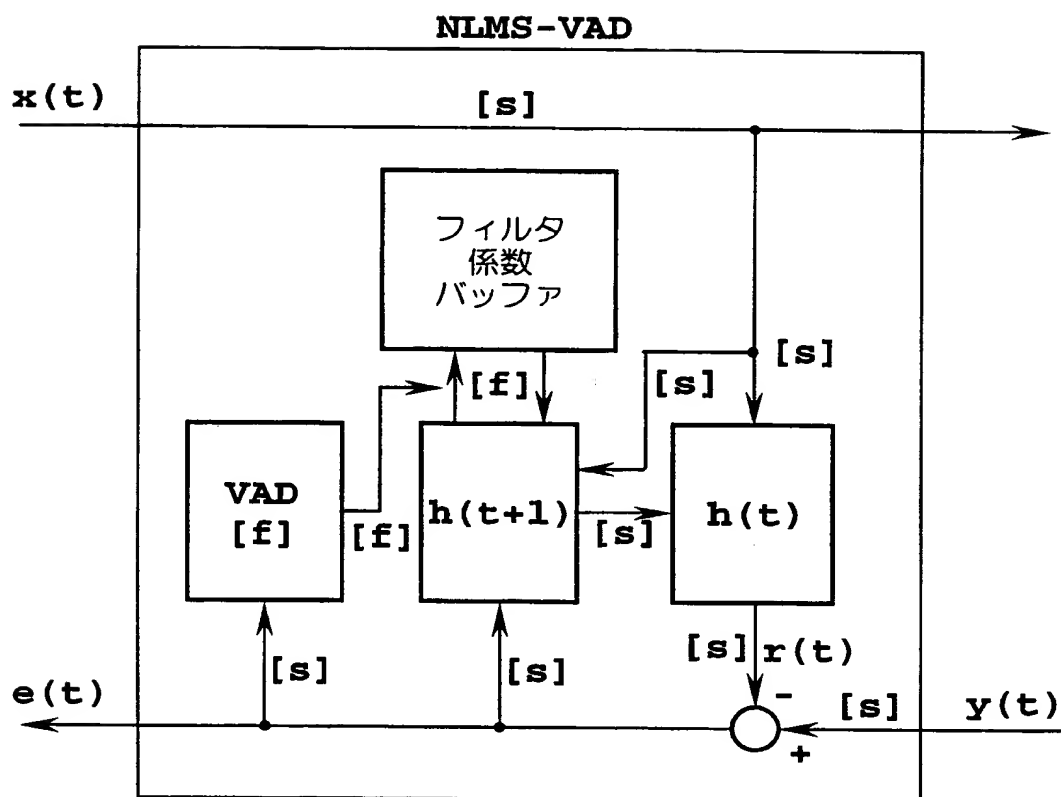 NLMS-VAD
x(t)
[s]
フィルタ
係数
バッファ
[f]
[s]
[s]
VAD
[f]
[f]
h(t+1)
[s]
h(t)
[s]
[s]
[s]
r(t)
e(t)
-
[s]
y(t)
+